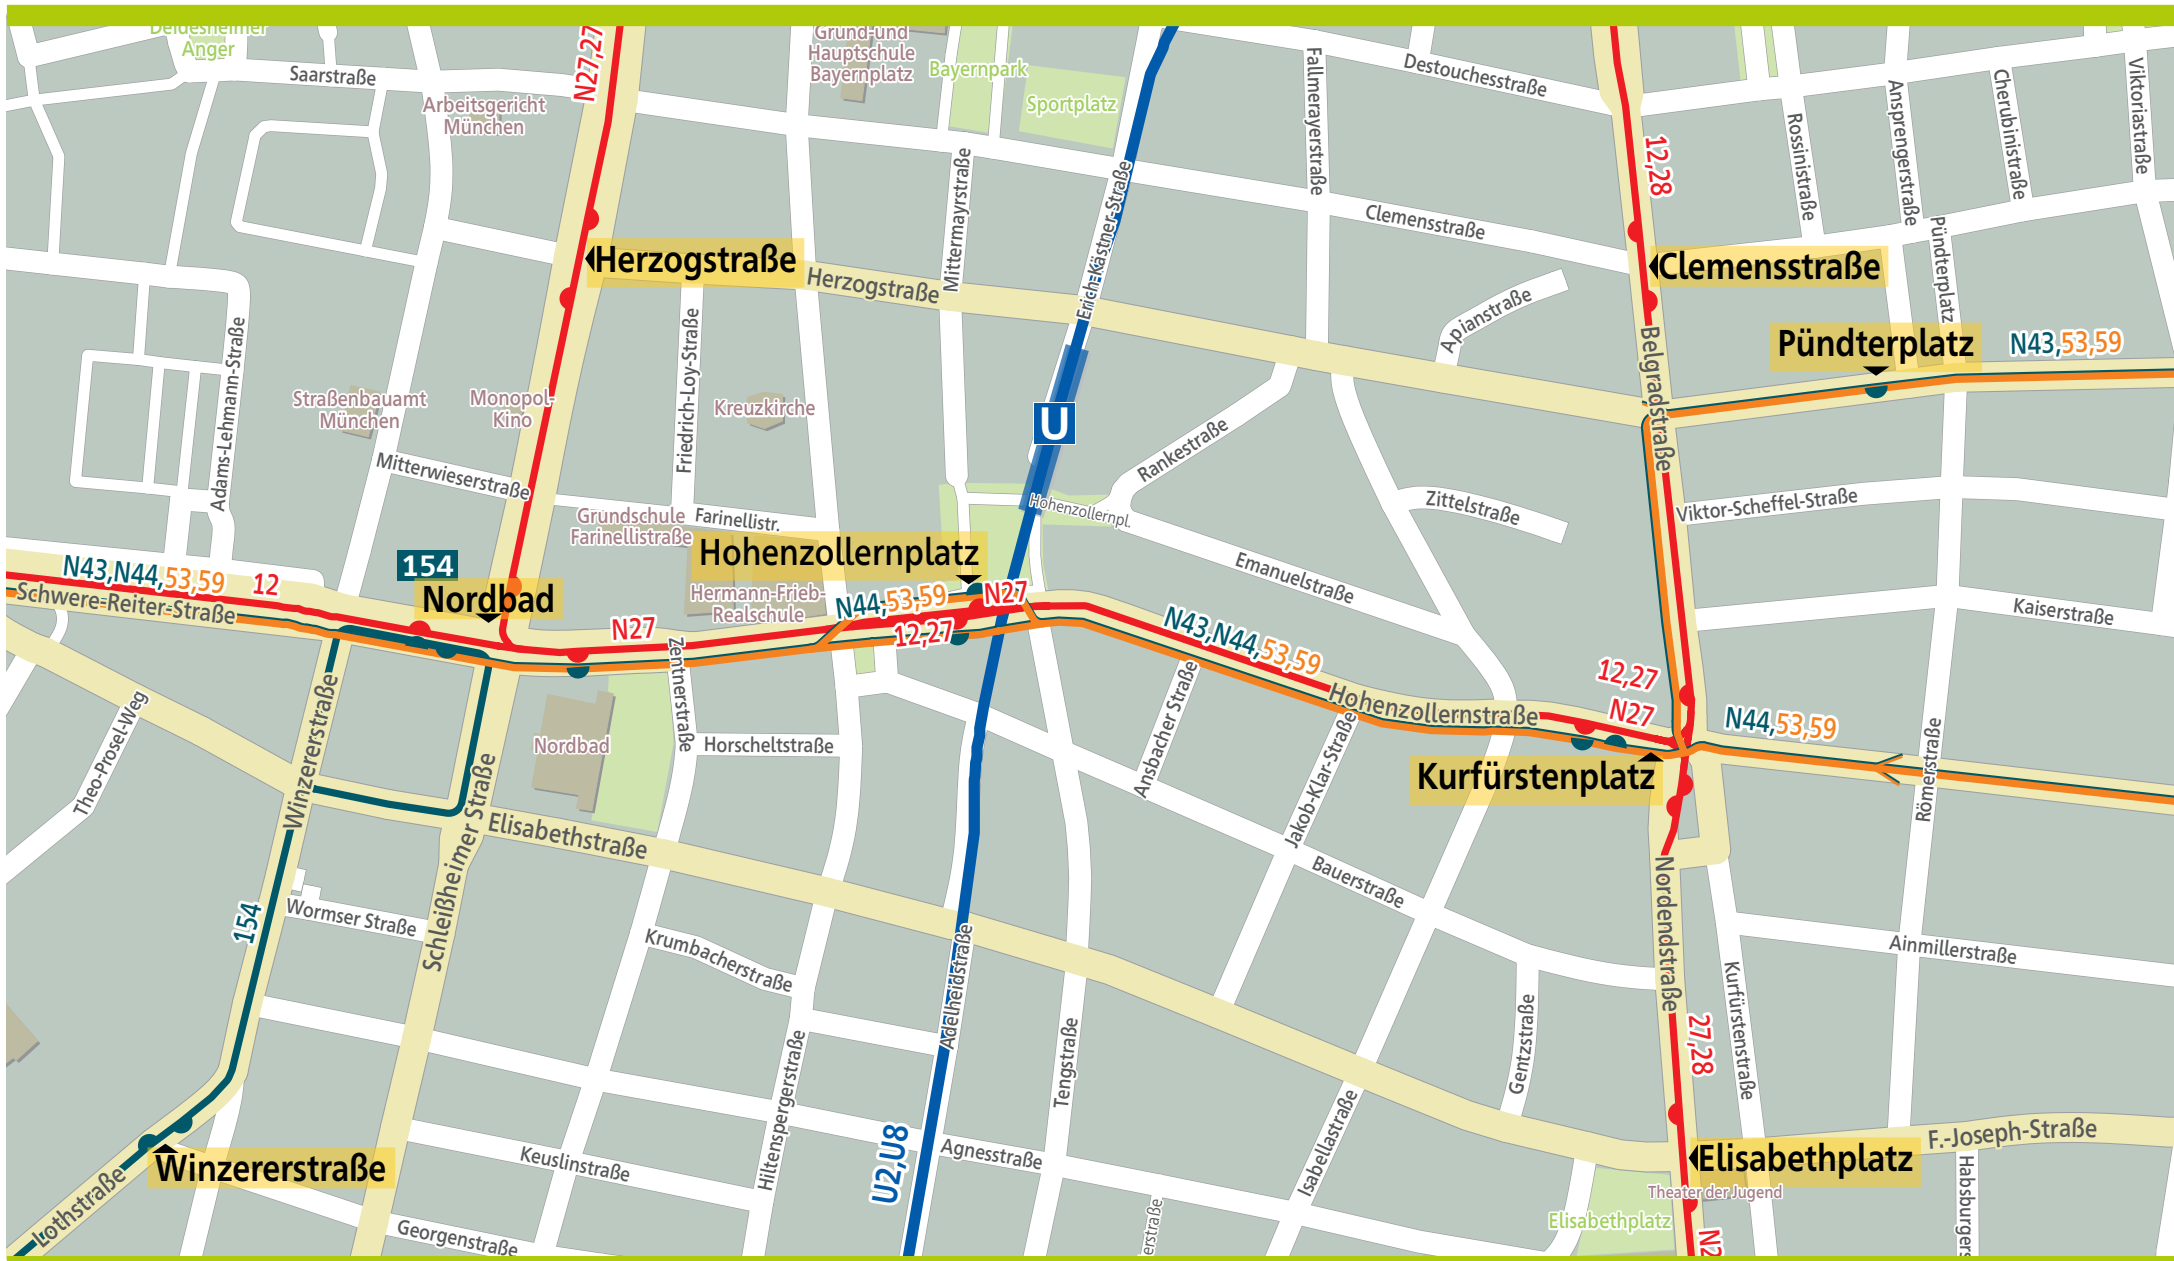 Deidesheimer
Anger
Saarstraße
Arbeitsgericht
München
N27,27
Grund-und
Hauptschule
Bayernplatz
Bayernpark
Sportplatz
Fallmerayerstraße
Destouchesstraße
12,28
Rossinistraße
Ansprengerstraße
Cherubinistraße
Viktoriastraße
Mittermayrstraße
Erich-Kästner-Straße
Clemensstraße
Pündterplatz
Herzogstraße
Herzogstraße
Clemensstraße
Apianstraße
Belgradstraße
Pündterplatz
N43,53,59
Adams-Lehmann-Straße
Straßenbauamt
München
Monopol-
Kino
Friedrich-Loy-Straße
Kreuzkirche
U
Rankestraße
Mitterwieserstraße
Zittelstraße
Viktor-Scheffel-Straße
Grundschule
Farinellistraße
Farinellistr.
Hohenzollernpl.
Hohenzollernplatz
Emanuelstraße
N43,N44,53,59
12
Schwere-Reiter-Straße
154
Nordbad
Hermann-Frieb-
Realschule
N44,53,59
N27
12,27
N27
Zentnerstraße
N43,N44,53,59
Kaiserstraße
Hohenzollernstraße
12,27
N27
N44,53,59
Kurfürstenplatz
Römerstraße
Theo-Prosel-Weg
Winzererstraße
Nordbad
Horscheltstraße
Ansbacher Straße
Jakob-Klar-Straße
Schleißheimer Straße
Elisabethstraße
Bauerstraße
Nordendstraße
Wormser Straße
154
Krumbacherstraße
Adelheidstraße
Ainmillerstraße
Kurfürstenstraße
Gentzstraße
27,28
Tengstraße
Hiltenspergerstraße
Isabellastraße
U2,U8
Agnesstraße
Keuslinstraße
Winzererstraße
Lothstraße
Georgenstraße
erstraße
Elisabethplatz
F.-Joseph-Straße
Theater der Jugend
Elisabethplatz
Habsburgers
N2